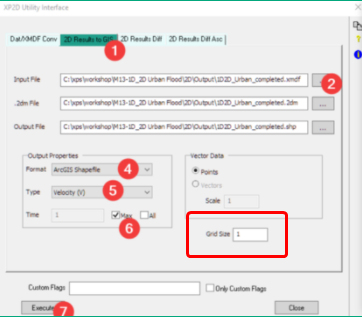 XP2D Utility Interface
Dat/XMDF Conv 2D Results to GIS 2D Results Diff 2D Results Diff Asc
1
Input File C:\xps\workshop\M13-1D_2D Urban Flood\2D\Output\1D2D_Urban_completed.xmdf ...
2
.2dm File C:\xps\workshop\M13-1D_2D Urban Flood\2D\Output\1D2D_Urban_completed.2dm ...
Output File C:\xps\workshop\M13-1D_2D Urban Flood\2D\Output\1D2D_Urban_completed.shp ...
Output Properties
Format ArcGIS Shapefile 4
Type Velocity (V) 5
Time 1 Max All
6
Vector Data
Points
Vectors
Scale 1
Grid Size 1
Custom Flags Only Custom Flags
Execute 7 Close